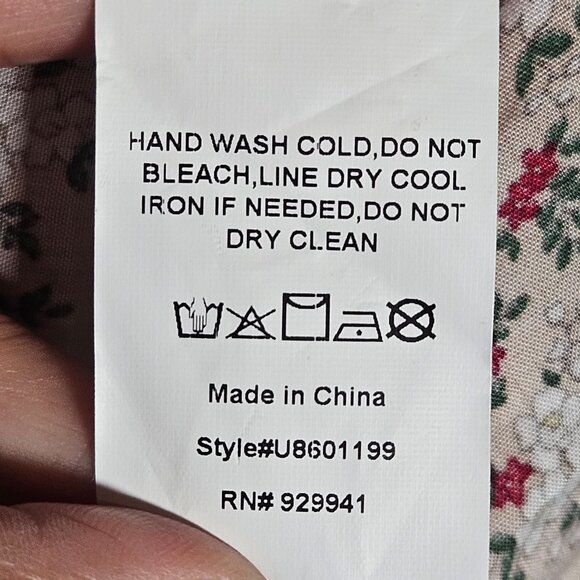 HAND WASH COLD,DO NOT
BLEACH,LINE DRY COOL
IRON IF NEEDED,DO NOT
DRY CLEAN
Made in China
Style#U8601199
RN# 929941